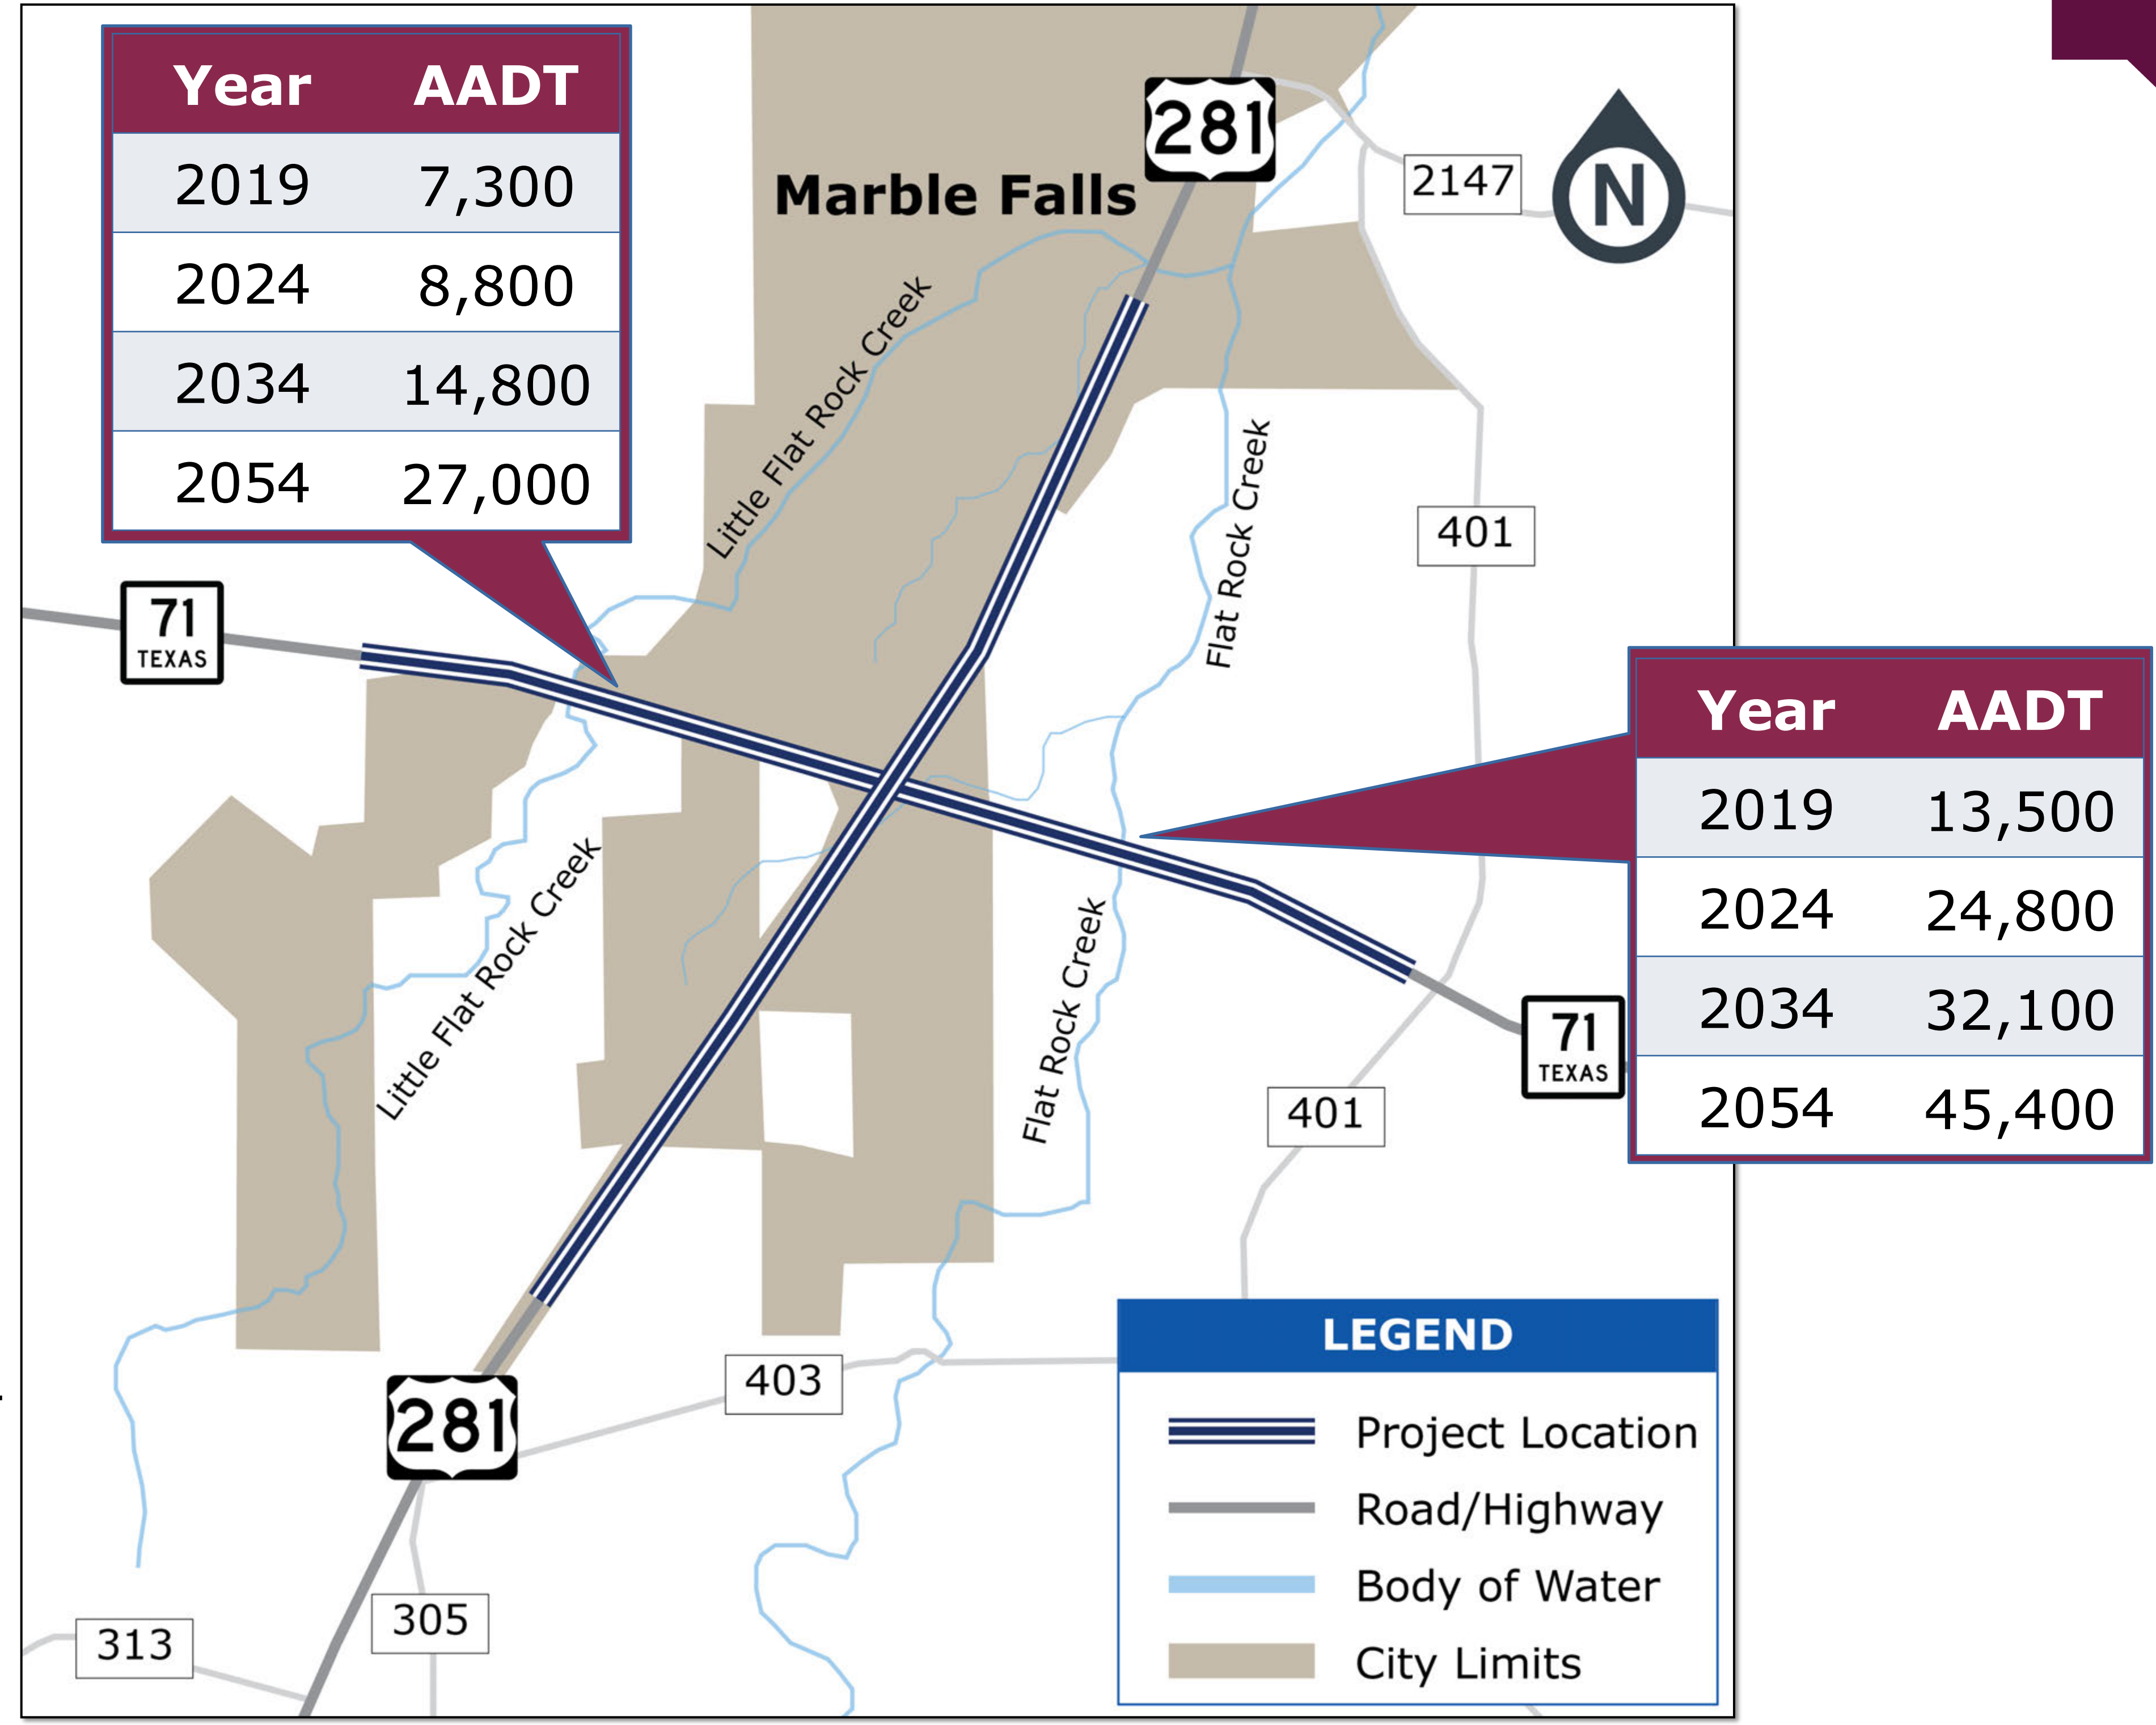 Year AADT
2019 7,300
2024 8,800
2034 14,800
2054 27,000
281
2147
N
Marble Falls
Little Flat Rock Creek
Flat Rock Creek
401
71
TEXAS
Year AADT
2019 13,500
2024 24,800
2034 32,100
2054 45,400
Little Flat Rock Creek
Flat Rock Creek
71
TEXAS
401
LEGEND
Project Location
Road/Highway
Body of Water
City Limits
403
281
305
313